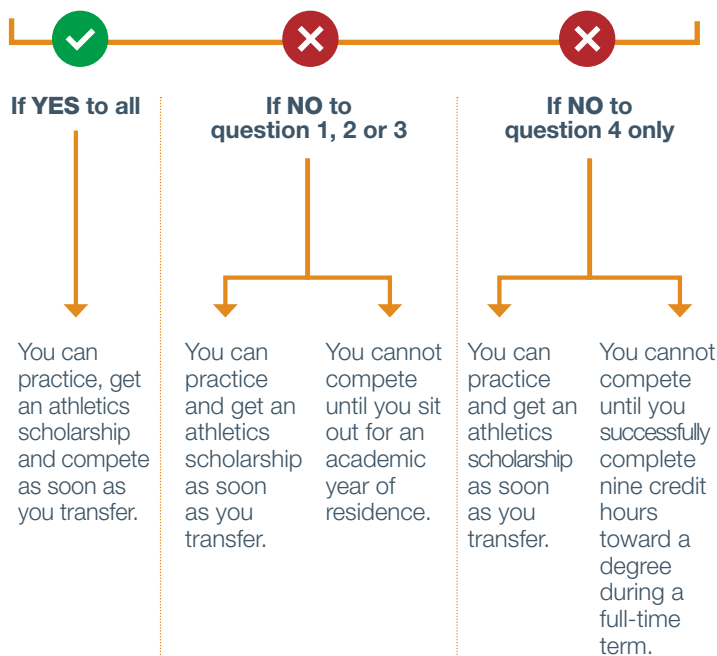 If YES to all
You can
practice, get
an athletics
scholarship
and compete
as soon as
you transfer.
If NO to
question 1, 2 or 3
You can
practice
and get an
athletics
scholarship
as soon
as you
transfer.
You cannot
compete
until you sit
out for an
academic
year of
residence.
If NO to
question 4 only
You can
practice
and get an
athletics
scholarship
as soon
as you
transfer.
You cannot
compete
until you
successfully
complete
nine credit
hours
toward a
degree
during a
full-time
term.